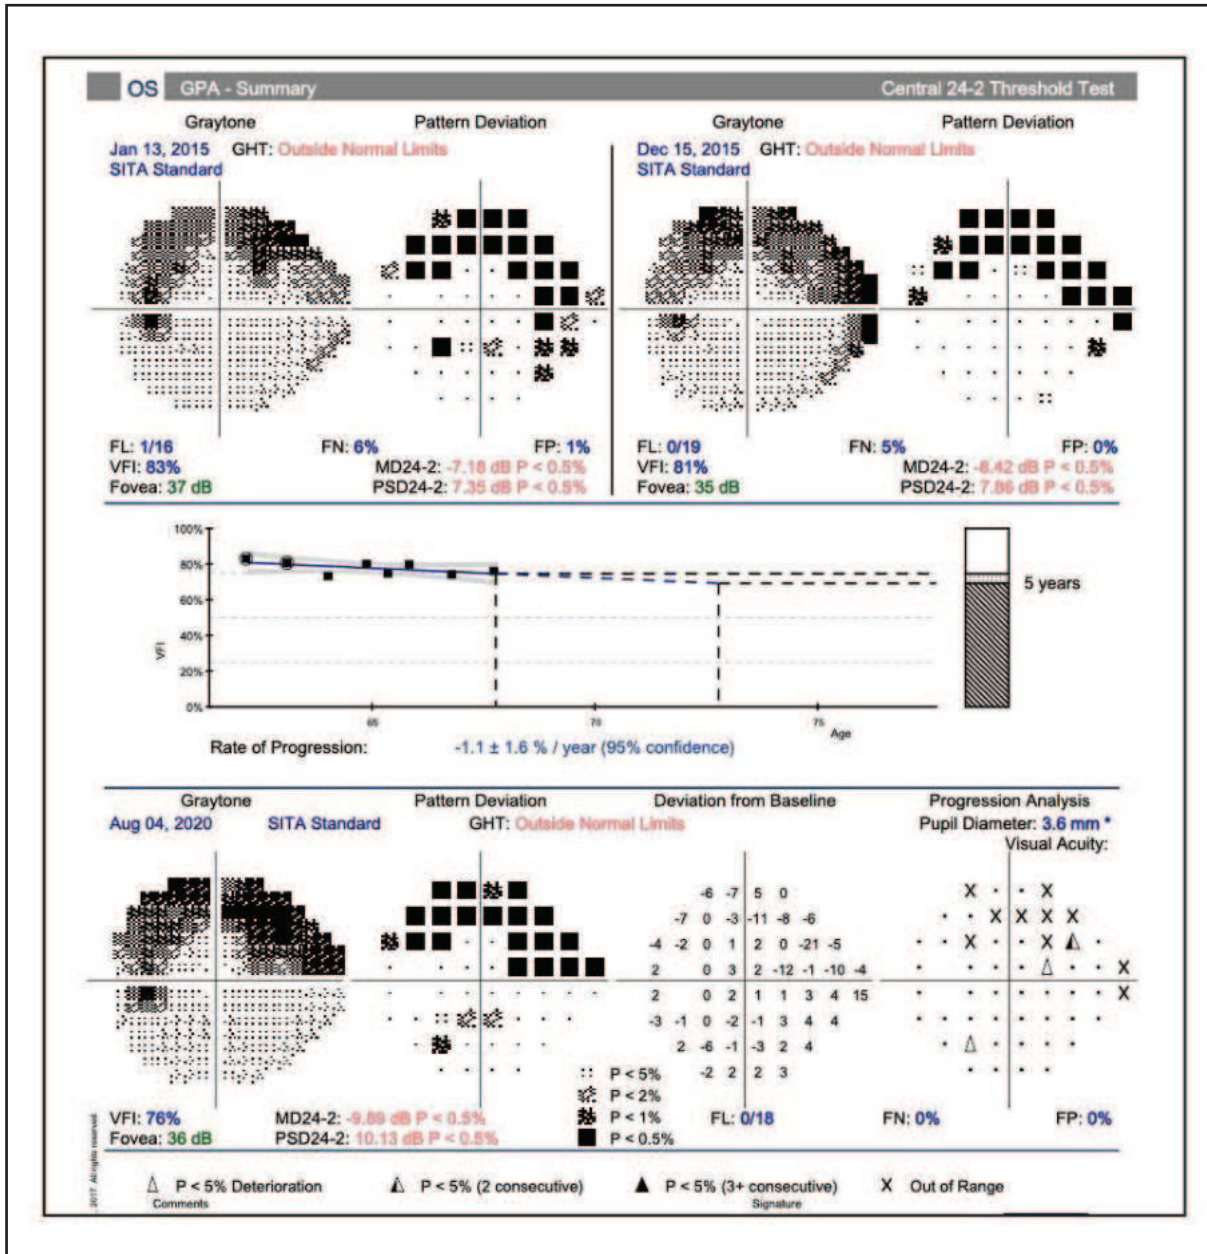 OS GPA - Summary Central 24-2 Threshold Test
Graytone Pattern Deviation Graytone Pattern Deviation
Jan 13, 2015 GHT: Outside Normal Limits Dec 15, 2015 GHT: Outside Normal Limits
SITA Standard SITA Standard
FL: 1/16 FN: 6% FP: 1% FL: 0/19 FN: 5% FP: 0%
VFI: 83% MD24-2: -7.18 dB P < 0.5% VFI: 81% MD24-2: -8.42 dB P < 0.5%
Fovea: 37 dB PSD24-2: 7.35 dB P < 0.5% Fovea: 35 dB PSD24-2: 7.86 dB P < 0.5%
100%
80%
5 years
60%
VFI
40%
20%
0%
65 70 75
Age
Rate of Progression: -1.1 ± 1.6 % / year (95% confidence)
Graytone Pattern Deviation Deviation from Baseline Progression Analysis
Aug 04, 2020 SITA Standard GHT: Outside Normal Limits Pupil Diameter: 3.6 mm *
Visual Acuity:
-6 -7 5 0 X X
-7 0 -3 -11 -8 -6 X X X X
-4 -2 0 1 2 0 -21 -5 X X
2 0 3 2 -12 -1 -10 -4 X
2 0 2 1 1 3 4 15 X
-3 -1 0 -2 -1 3 4 4
2 -6 -1 -3 2 4
-2 2 2 3
P < 5%
P < 2%
VFI: 76% MD24-2: -9.89 dB P < 0.5% P < 1% FL: 0/18 FN: 0% FP: 0%
Fovea: 36 dB PSD24-2: 10.13 dB P < 0.5% P < 0.5%
P < 5% Deterioration P < 5% (2 consecutive) P < 5% (3+ consecutive) X Out of Range
Comments Signature
2017. All rights reserved